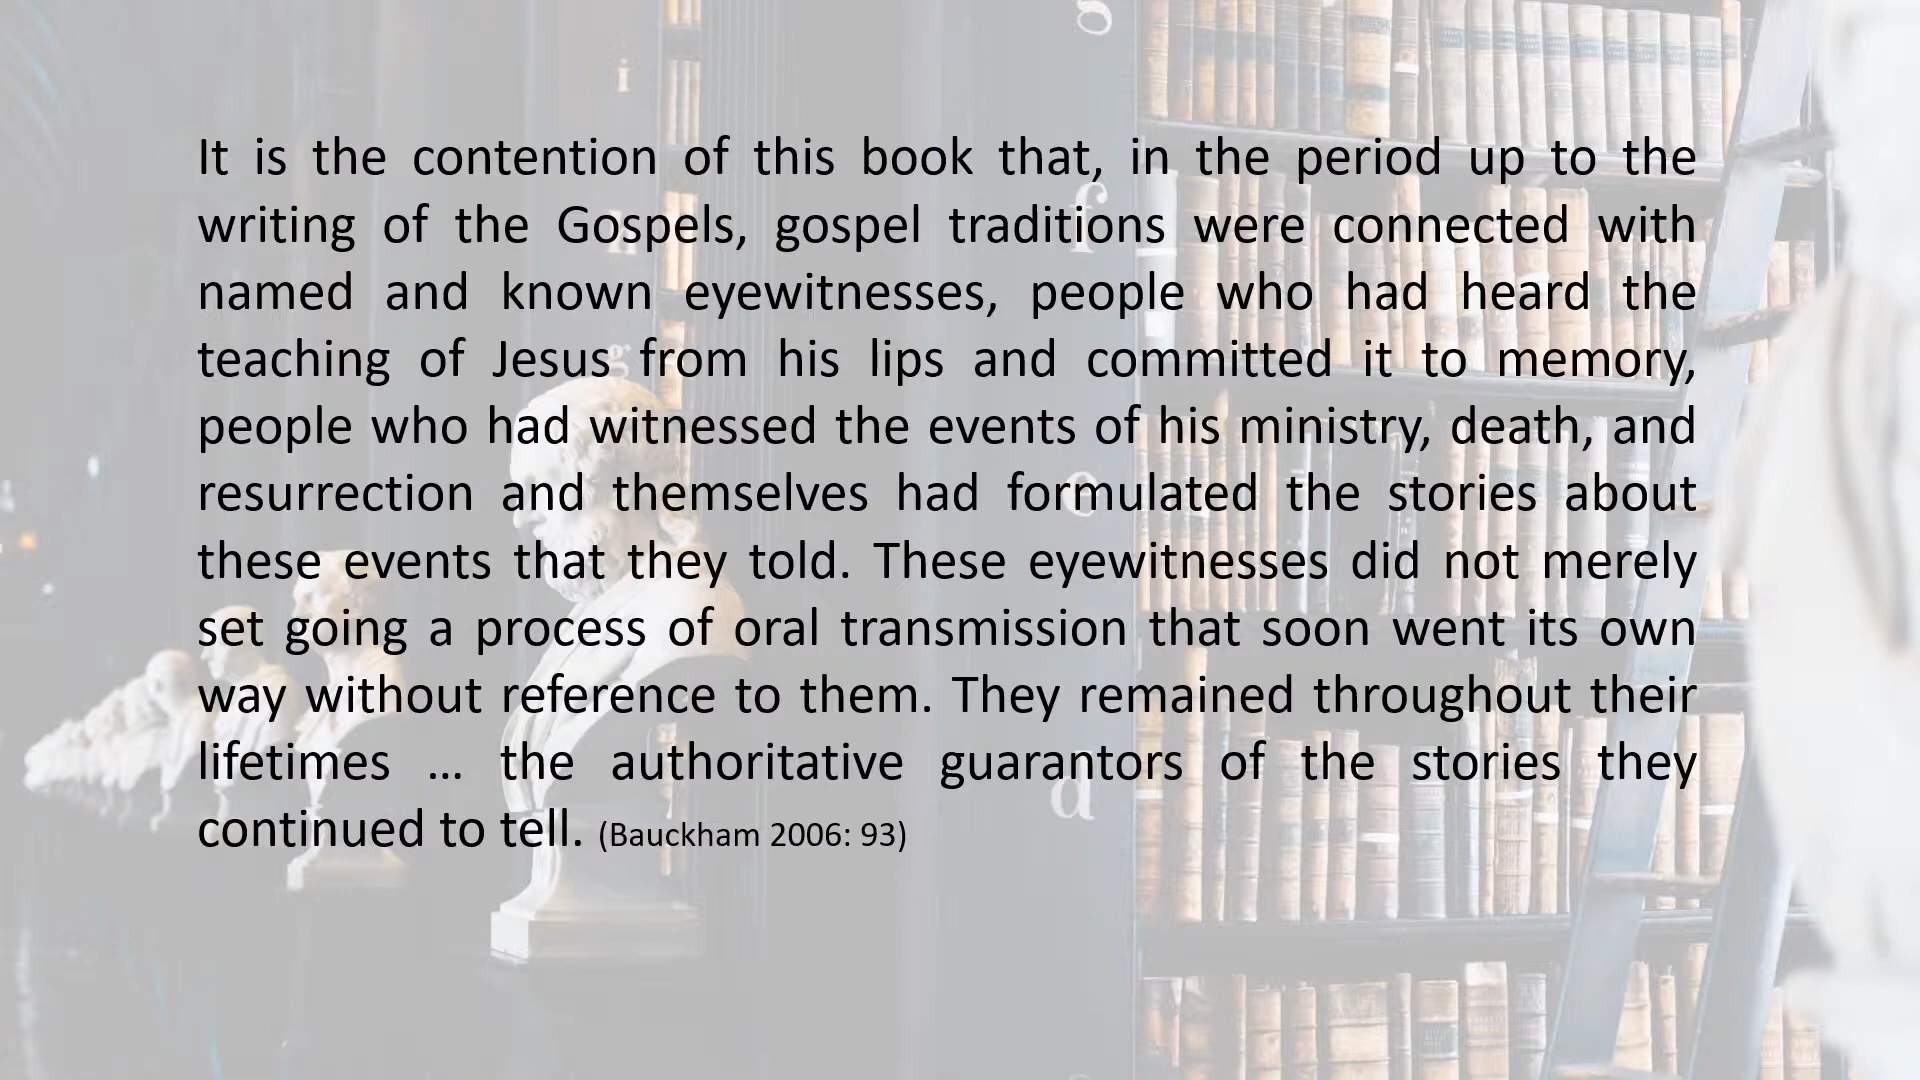 It is the contention of this book that, in the period up to the
writing of the Gospels, gospel traditions were connected with
named and known eyewitnesses, people who had heard the
teaching of Jesus from his lips and committed it to memory,
people who had witnessed the events of his ministry, death, and
resurrection and themselves had formulated the stories about
these events that they told. These eyewitnesses did not merely
set going a process of oral transmission that soon went its own
way without reference to them. They remained throughout their
lifetimes … the authoritative guarantors of the stories they
continued to tell. (Bauckham 2006: 93)